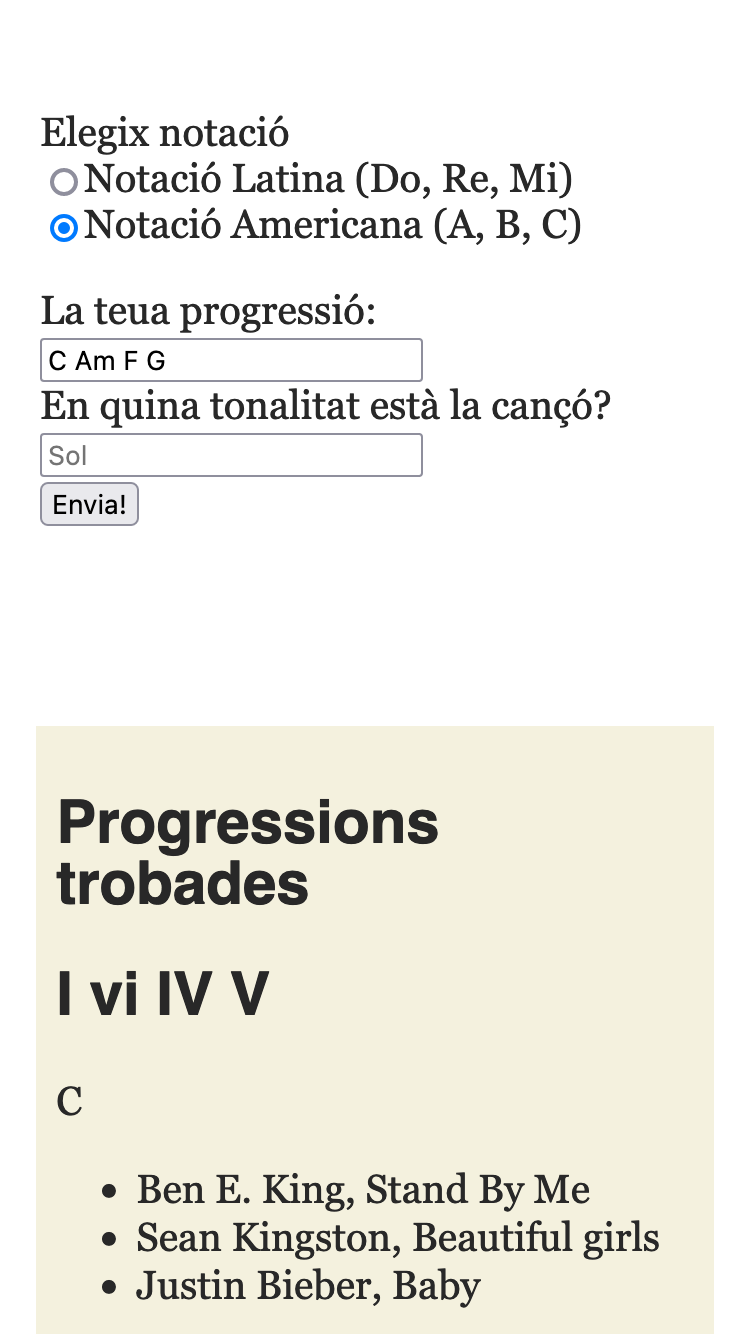 Elegix notació
Notació Latina (Do, Re, Mi)
Notació Americana (A, B, C)
La teua progressió:
C Am F G
En quina tonalitat està la cançó?
Sol
Envia!
Progressions
trobades
I vi IV V
C
Ben E. King, Stand By Me
Sean Kingston, Beautiful girls
Justin Bieber, Baby